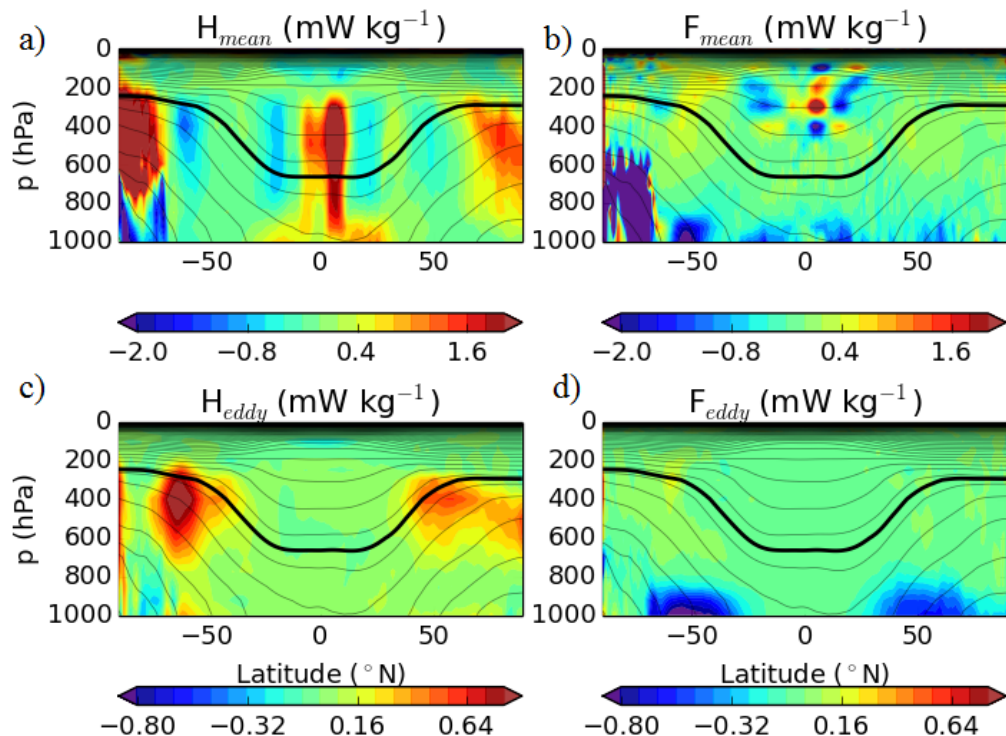 a) H_mean (mW kg⁻¹)
b) F_mean (mW kg⁻¹)
p (hPa)
0
200
400
600
800
1000
−50 0 50
0
200
400
600
800
1000
−50 0 50
−2.0 −0.8 0.4 1.6
−2.0 −0.8 0.4 1.6
c) H_eddy (mW kg⁻¹)
d) F_eddy (mW kg⁻¹)
p (hPa)
0
200
400
600
800
1000
−50 0 50
Latitude (°N)
0
200
400
600
800
1000
−50 0 50
Latitude (°N)
−0.80 −0.32 0.16 0.64
−0.80 −0.32 0.16 0.64